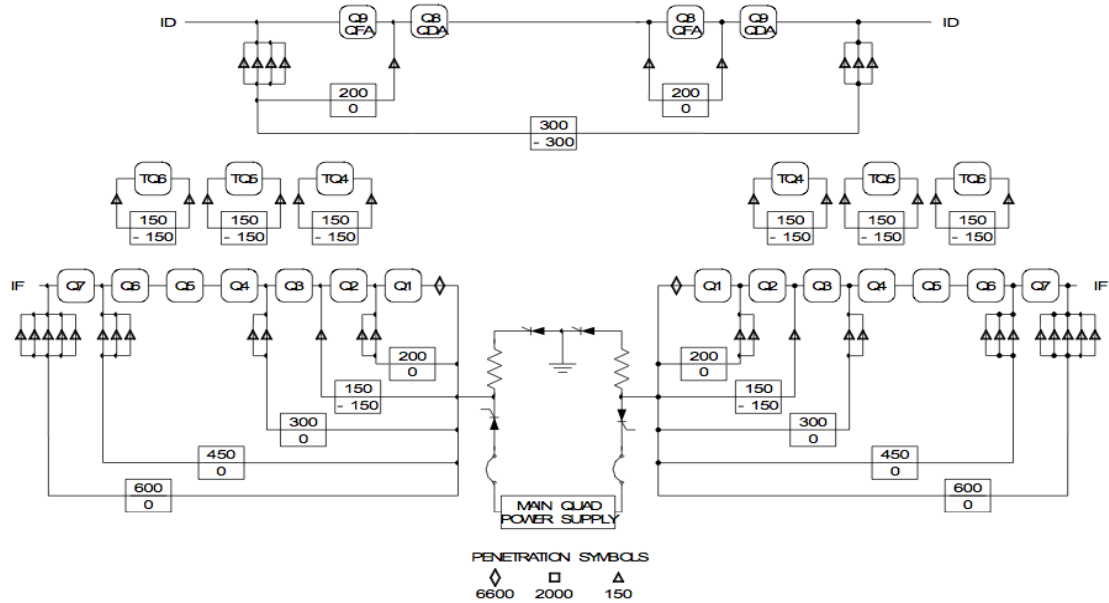 ID Q9 Q8 Q8 Q9 ID
QFA QDA QFA QDA
200 200
0 0
300
- 300
TQ6 TQ5 TQ4 TQ4 TQ5 TQ6
150 150 150 150 150 150
- 150 - 150 - 150 - 150 - 150 - 150
IF Q7 Q6 Q5 Q4 Q3 Q2 Q1 Q1 Q2 Q3 Q4 Q5 Q6 Q7 IF
200 200
0 0
150 150
- 150 - 150
300 300
0 0
450 450
0 0
600 600
0 0
MAIN QUAD
POWER SUPPLY
PENETRATION SYMBOLS
6600 2000 150